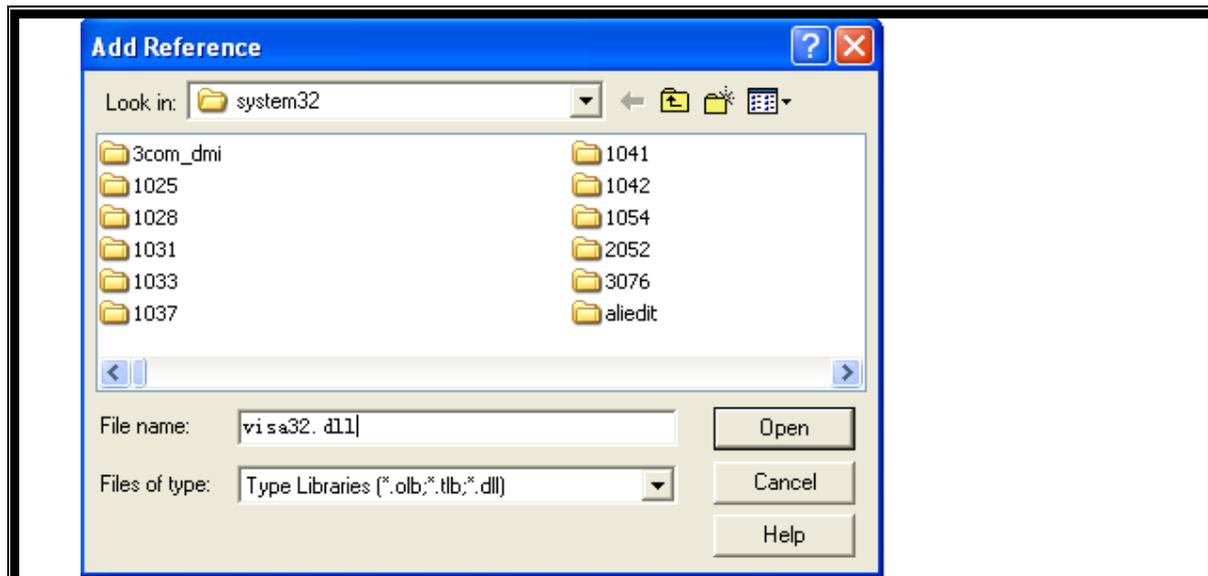 Add Reference
Look in: system32
3com_dmi
1025
1028
1031
1033
1037
1041
1042
1054
2052
3076
aliedit
File name: visa32.dll
Open
Files of type: Type Libraries (*.olb;*.tlb;*.dll)
Cancel
Help